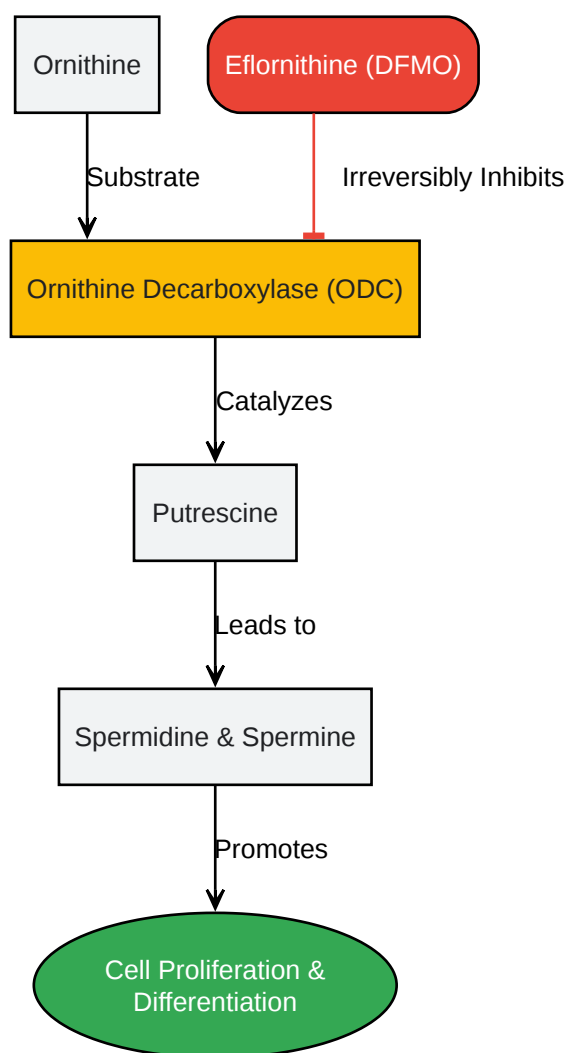 Ornithine
Eflornithine (DFMO)
Substrate
Irreversibly Inhibits
Ornithine Decarboxylase (ODC)
Catalyzes
Putrescine
Leads to
Spermidine & Spermine
Promotes
Cell Proliferation &
Differentiation